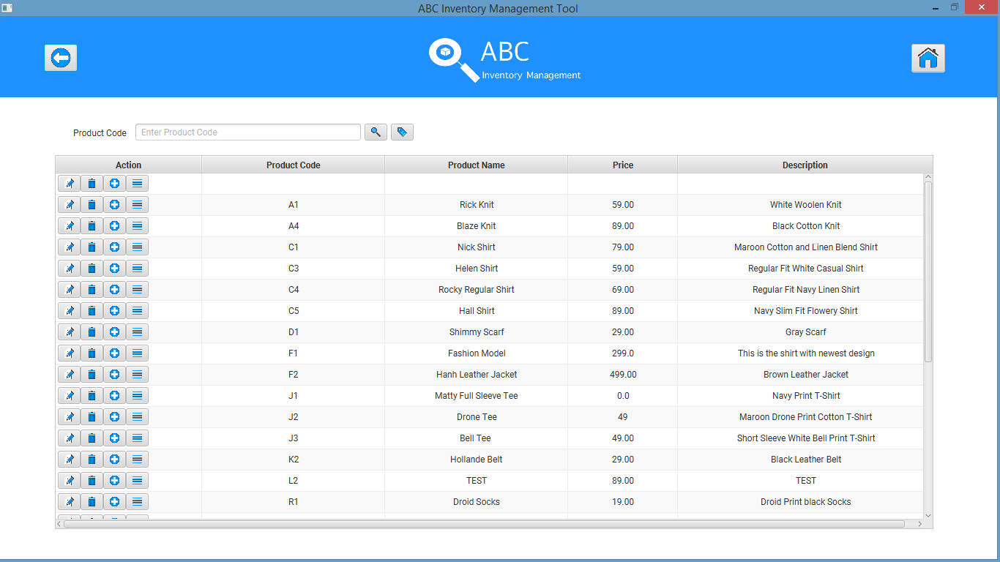 ABC Inventory Management Tool
ABC
Inventory Management
Product Code Enter Product Code
Action Product Code Product Name Price Description
A1 Rick Knit 59.00 White Woolen Knit
A4 Blaze Knit 89.00 Black Cotton Knit
C1 Nick Shirt 79.00 Maroon Cotton and Linen Blend Shirt
C3 Helen Shirt 59.00 Regular Fit White Casual Shirt
C4 Rocky Regular Shirt 69.00 Regular Fit Navy Linen Shirt
C5 Hall Shirt 89.00 Navy Slim Fit Flowery Shirt
D1 Shimmy Scarf 29.00 Gray Scarf
F1 Fashion Model 299.0 This is the shirt with newest design
F2 Hanh Leather Jacket 499.00 Brown Leather Jacket
J1 Matty Full Sleeve Tee 0.0 Navy Print T-Shirt
J2 Drone Tee 49 Maroon Drone Print Cotton T-Shirt
J3 Bell Tee 49.00 Short Sleeve White Bell Print T-Shirt
K2 Hollande Belt 29.00 Black Leather Belt
L2 TEST 89.00 TEST
R1 Droid Socks 19.00 Droid Print black Socks